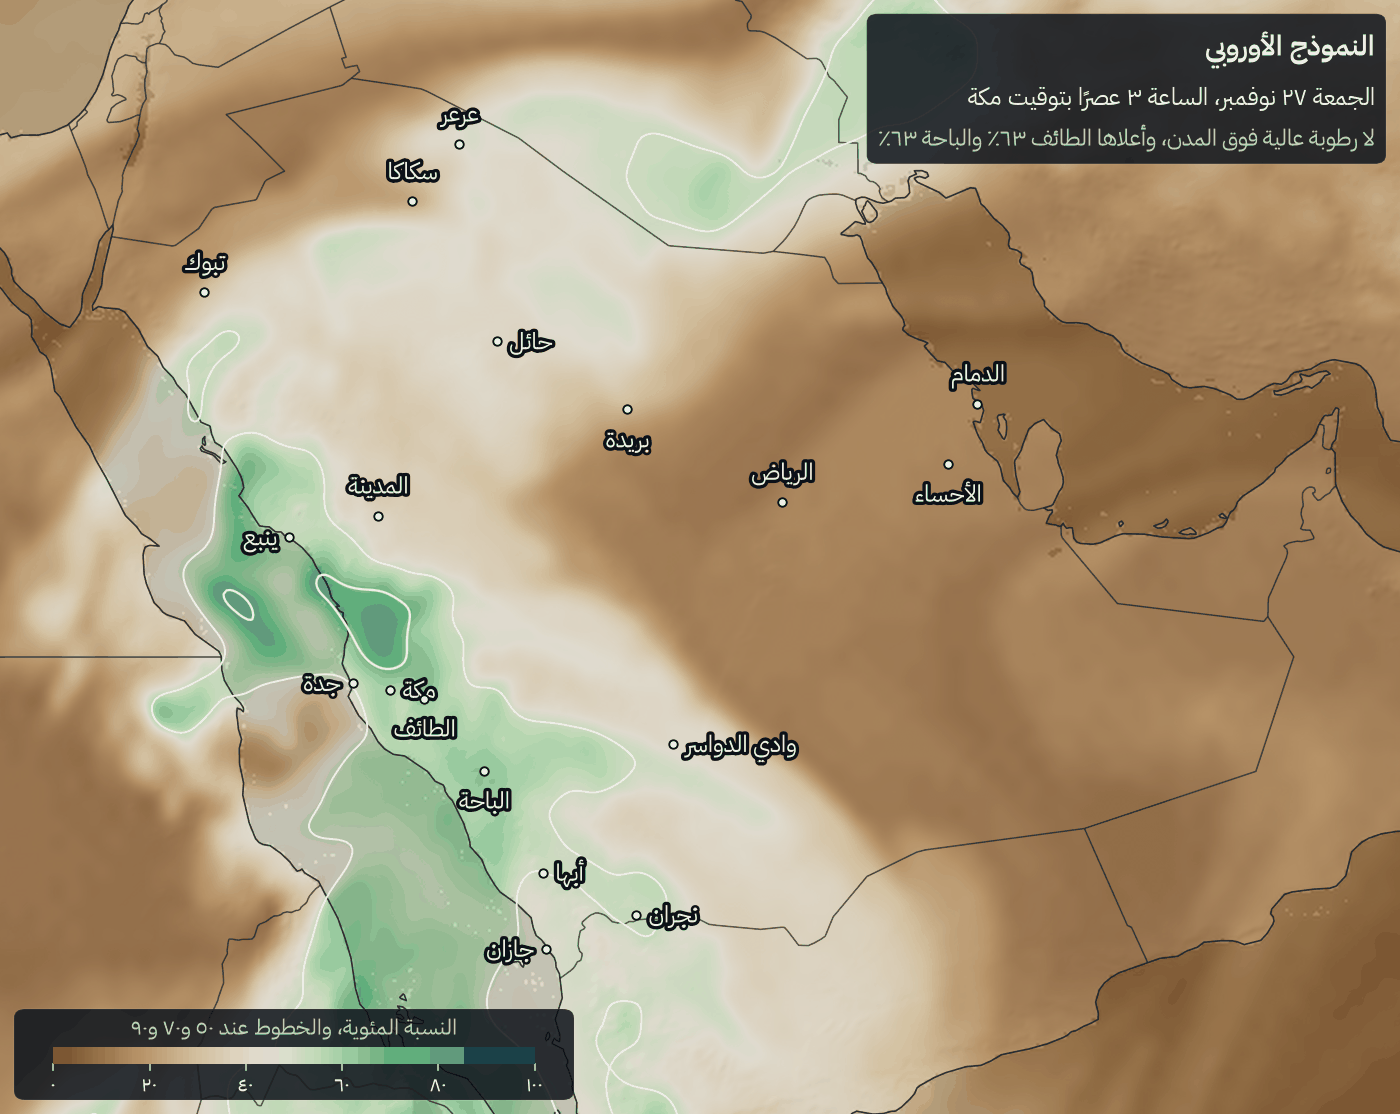 النموذج الأوروبي
الجمعة ٢٧ نوفمبر، الساعة ٣ عصرًا بتوقيت مكة
لا رطوبة عالية فوق المدن، وأعلاها الطائف ٦٣٪ والباحة ٦٣٪
عرعر
سكاكا
تبوك
حائل
الدمام
بريدة
الرياض
المدينة
الأحساء
ينبع
جدة
مكة
الطائف
وادي الدواسر
الباحة
أبها
نجران
جازان
النسبة المئوية، والخطوط عند ٥٠ و٧٠ و٩٠
٠ ٢٠ ٤٠ ٦٠ ٨٠ ١٠٠